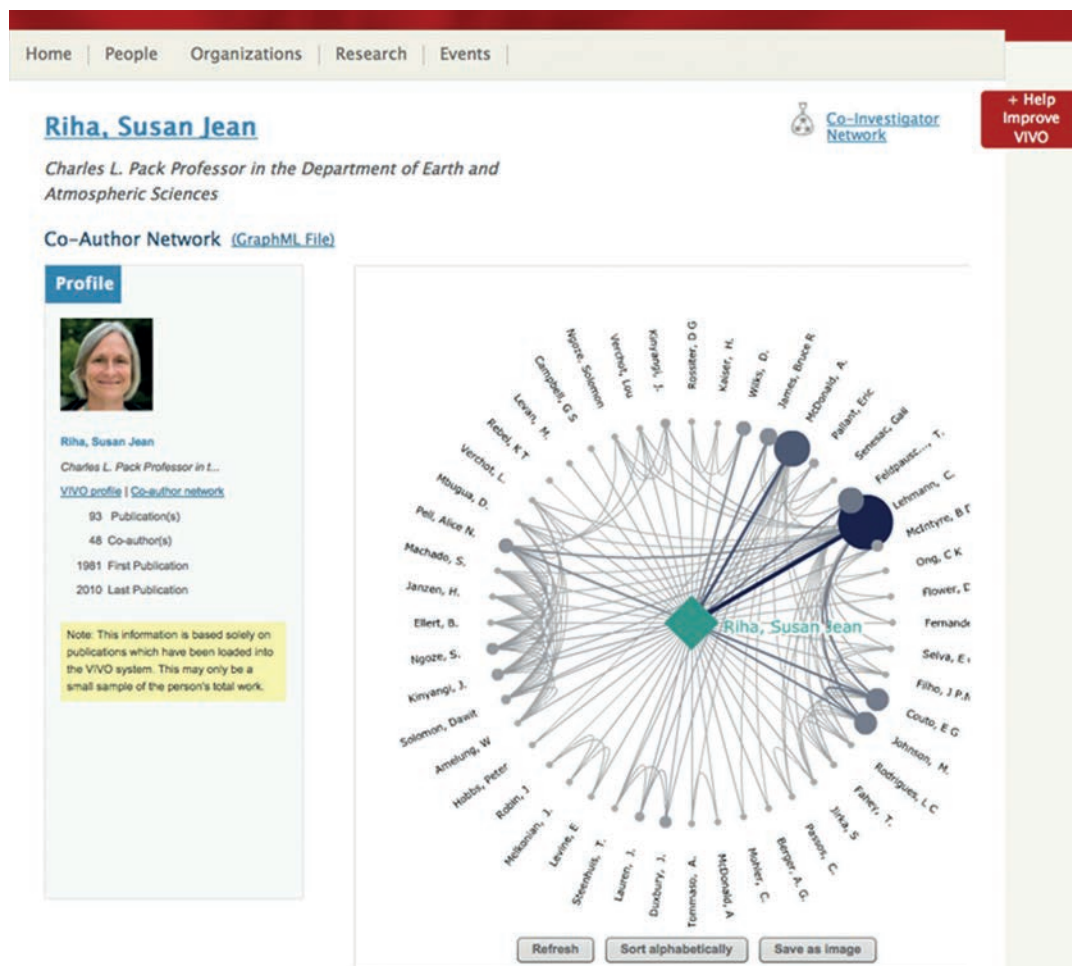 Home | People Organizations | Research | Events |
+ Help
Improve
VIVO
Riha, Susan Jean
Co-Investigator
Network
Charles L. Pack Professor in the Department of Earth and
Atmospheric Sciences
Co-Author Network (GraphML File)
Profile
Riha, Susan Jean
Charles L. Pack Professor in t...
VIVO profile | Co-author network
93 Publication(s)
48 Co-author(s)
1981 First Publication
2010 Last Publication
Note: This information is based solely on
publications which have been loaded into
the VIVO system. This may only be a
small sample of the person's total work.
Rossiter, D G
Kaiser, H.
Wilks, D.
James, Bruce R
McDonald, A.
Pallant, Eric
Senesac, Gail
Feldpausc..., T.
Lehmann, C.
McIntyre, B D
Ong, C K
Flower, D
Fernande
Selva, E
Filho, J P.M
Couto, E G
Johnson, M.
Rodrigues, L C
Fahey, T.
Jirka, S
Passos, C.
Berger, A. G.
Mohler, C.
McDonald, A
Tommaso, A.
Duxbury, J.
Lauren, J.
Steenhuis, T.
Levine, E
Melkonian, J.
Robin, J
Hobbs, Peter
Amelung, W
Solomon, Dawit
Kinyangi, J.
Ngoze, S.
Ellert, B.
Janzen, H.
Machado, S.
Pell, Alice N.
Mbugua, D.
Verchot, L.
Rebel, K T
Levan, M.
Campbell, G S
Ngoze, Solomon
Verchot, Lou
Kinyangi, J.
Riha, Susan Jean
Refresh
Sort alphabetically
Save as image